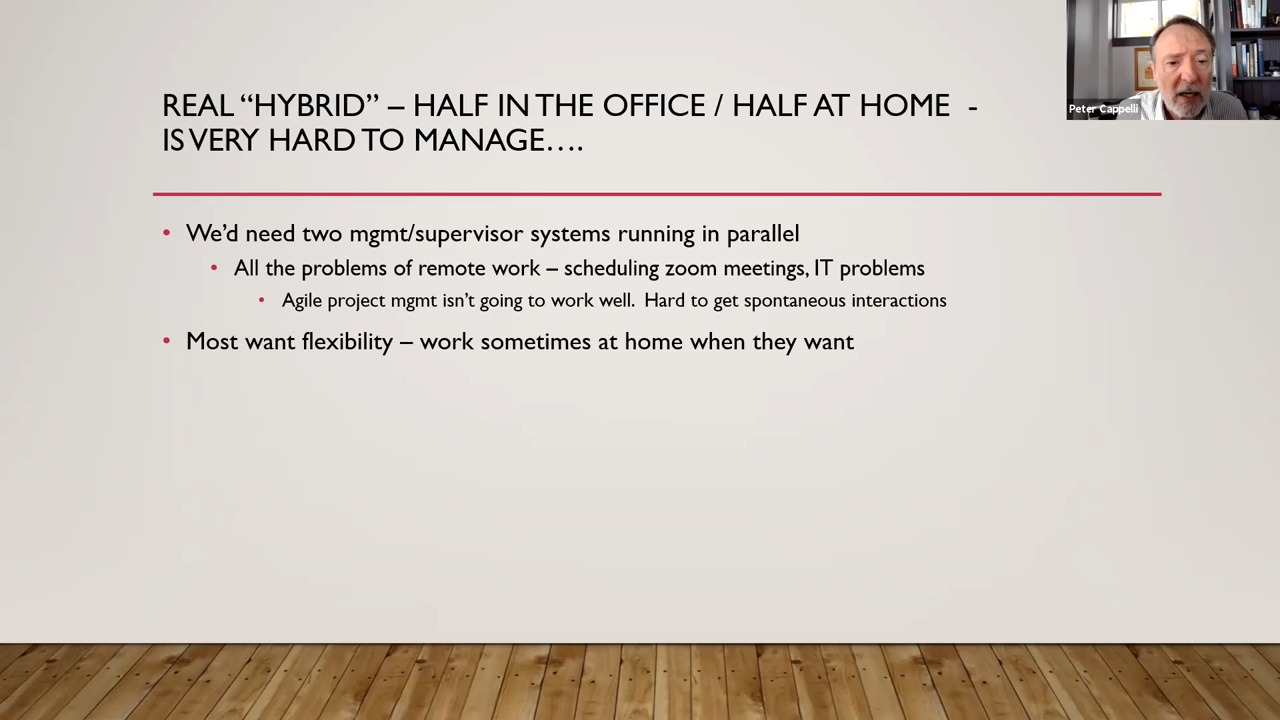 REAL “HYBRID” – HALF IN THE OFFICE / HALF AT HOME -
IS VERY HARD TO MANAGE….
Peter Cappelli
• We’d need two mgmt/supervisor systems running in parallel
• All the problems of remote work – scheduling zoom meetings, IT problems
• Agile project mgmt isn’t going to work well. Hard to get spontaneous interactions
• Most want flexibility – work sometimes at home when they want